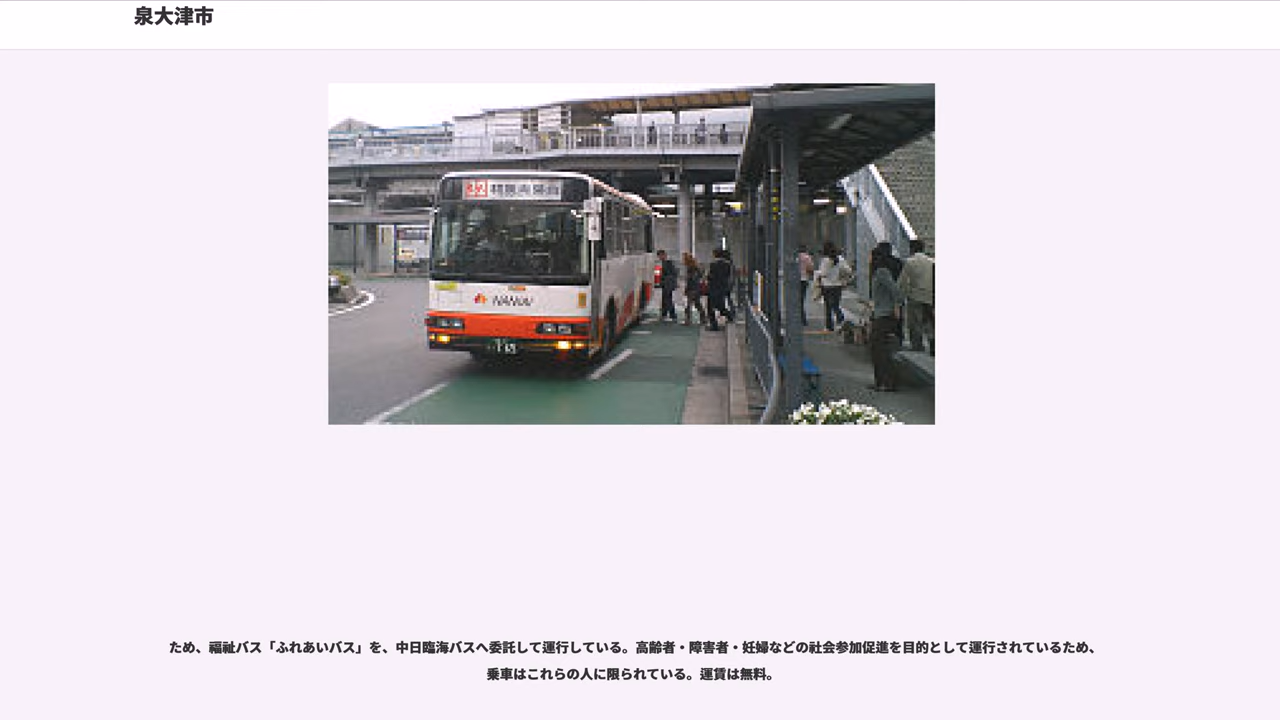 泉大津市
NANKAI
ため、福祉バス「ふれあいバス」を、中日臨海バスへ委託して運行している。高齢者・障害者・妊婦などの社会参加促進を目的として運行されているため、
乗車はこれらの人に限られている。運賃は無料。